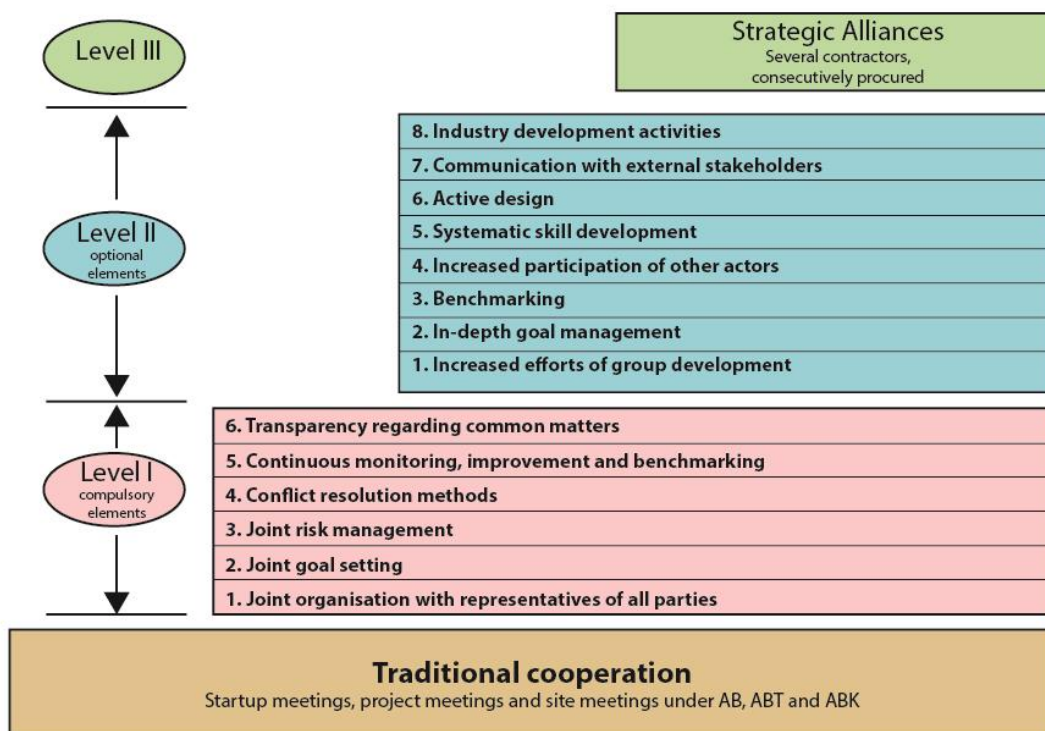 Level III
Strategic Alliances
Several contractors,
consecutively procured
8. Industry development activities
7. Communication with external stakeholders
6. Active design
Level II
optional
elements
5. Systematic skill development
4. Increased participation of other actors
3. Benchmarking
2. In-depth goal management
1. Increased efforts of group development
6. Transparency regarding common matters
Level I
compulsory
elements
5. Continuous monitoring, improvement and benchmarking
4. Conflict resolution methods
3. Joint risk management
2. Joint goal setting
1. Joint organisation with representatives of all parties
Traditional cooperation
Startup meetings, project meetings and site meetings under AB, ABT and ABK